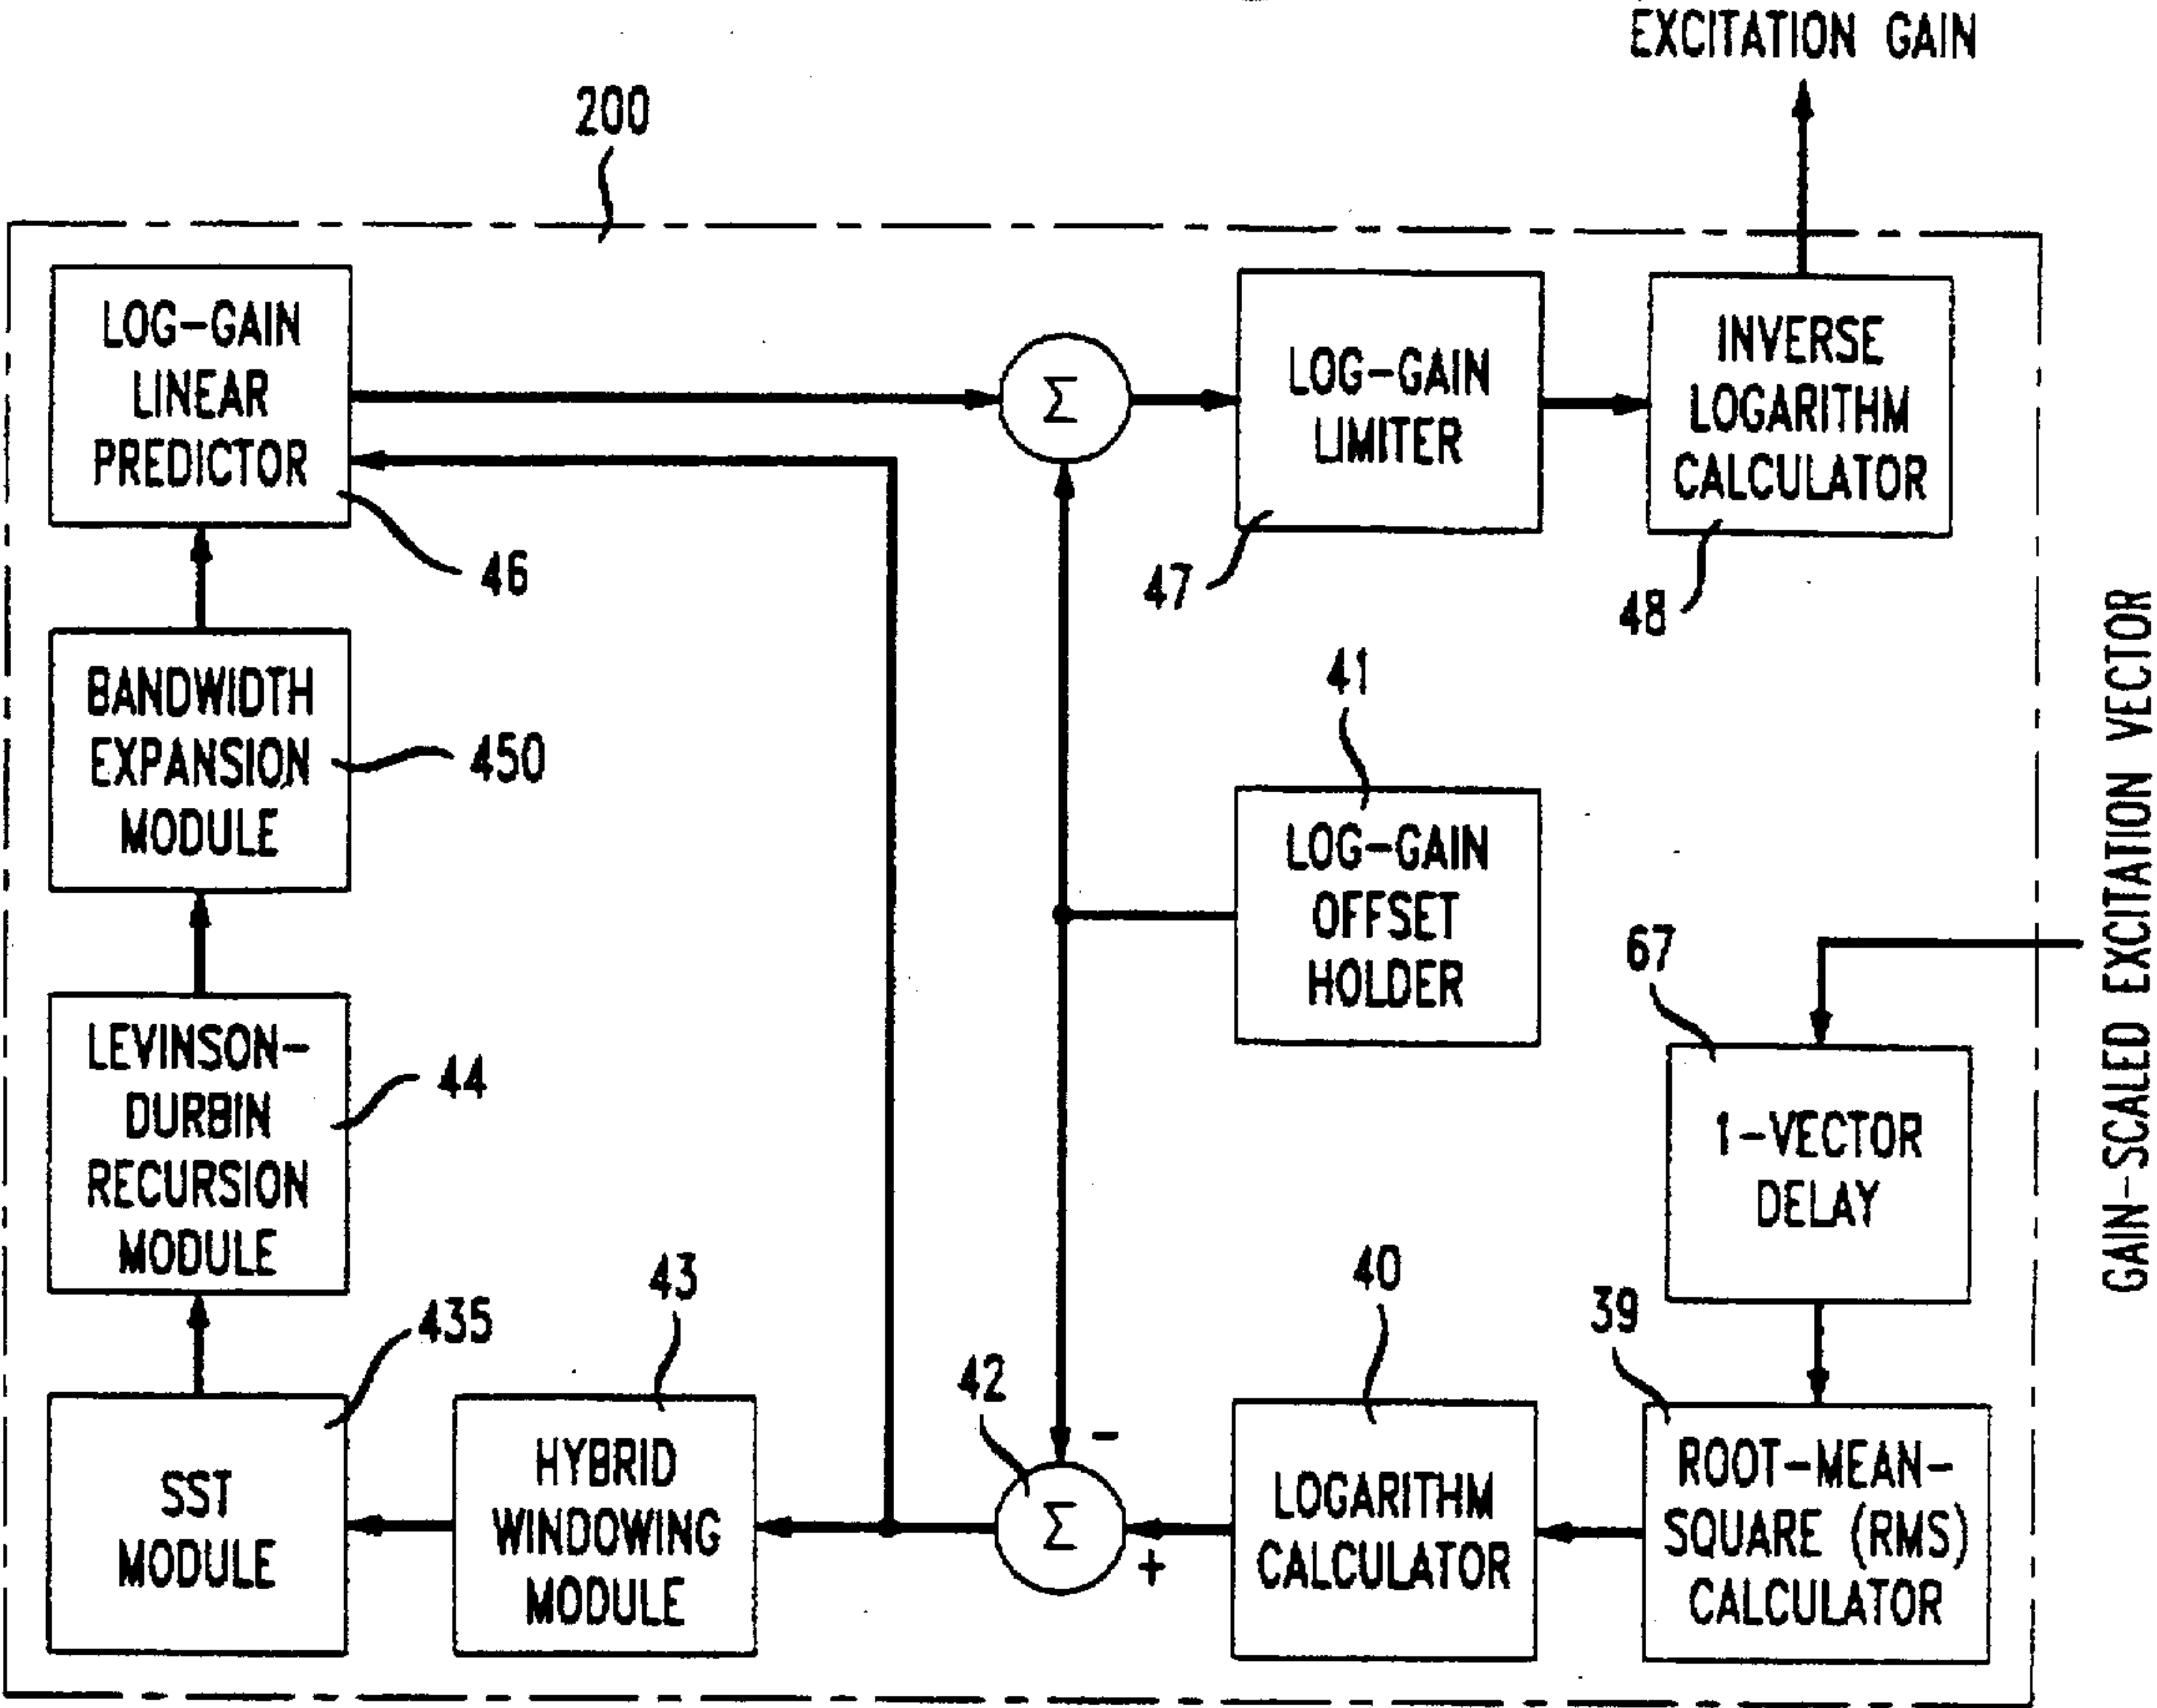 EXCITATION GAIN
200
LOG-GAIN
LINEAR
PREDICTOR
46
Σ
LOG-GAIN
LIMITER
47
INVERSE
LOGARITHM
CALCULATOR
48
BANDWIDTH
EXPANSION
MODULE
450
41
LOG-GAIN
OFFSET
HOLDER
GAIN-SCALED EXCITATION VECTOR
67
1-VECTOR
DELAY
LEVINSON-
DURBIN
RECURSION
MODULE
44
435
SST
MODULE
43
HYBRID
WINDOWING
MODULE
42
Σ
-
+
40
LOGARITHM
CALCULATOR
39
ROOT-MEAN-
SQUARE (RMS)
CALCULATOR